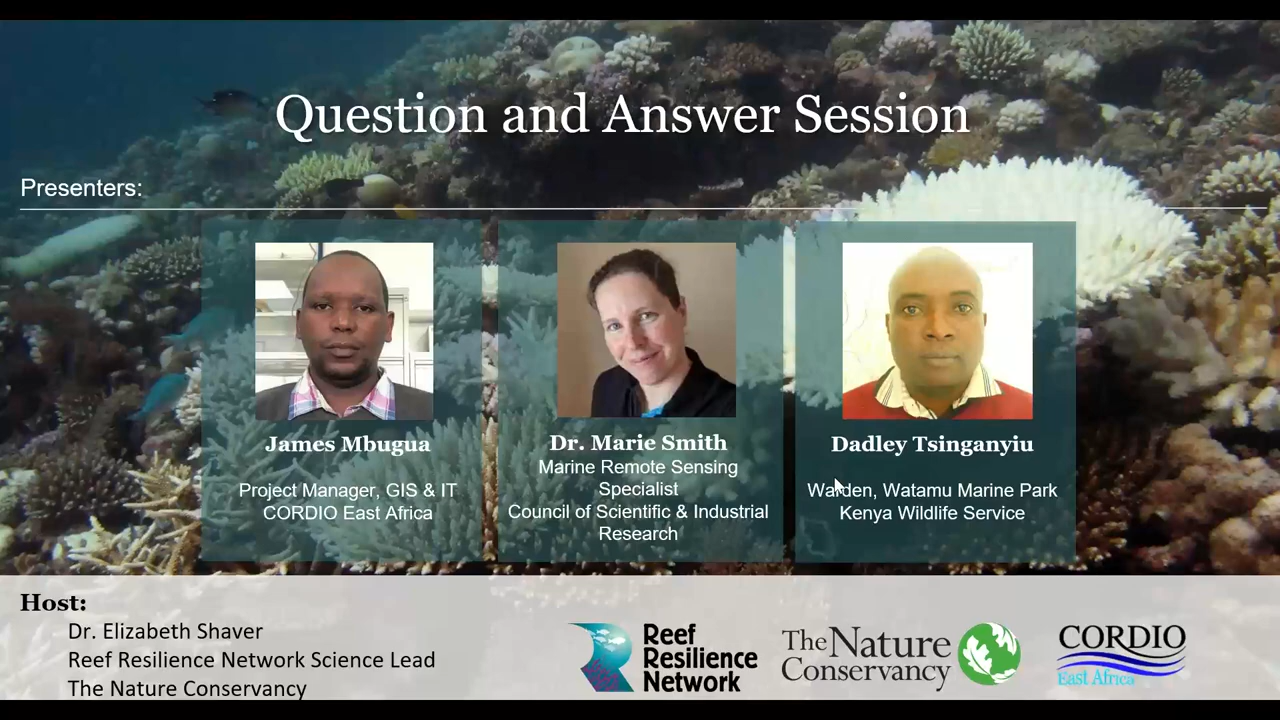 Question and Answer Session
Presenters:
James Mbugua
Project Manager, GIS & IT
CORDIO East Africa
Dr. Marie Smith
Marine Remote Sensing
Specialist
Council of Scientific & Industrial
Research
Dadley Tsinganyiu
Warden, Watamu Marine Park
Kenya Wildlife Service
Host:
Dr. Elizabeth Shaver
Reef Resilience Network Science Lead
The Nature Conservancy
Reef
Resilience
Network
The Nature
Conservancy
CORDIO
East Africa